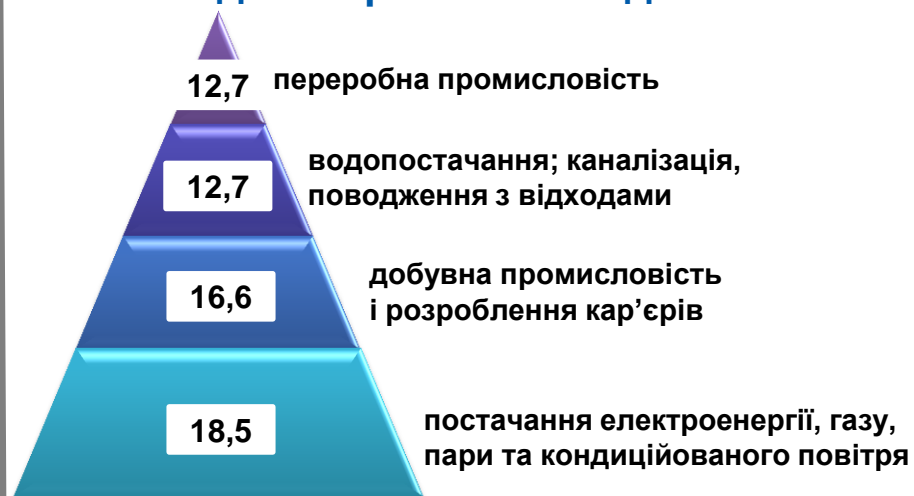 12,7
переробна промисловість
12,7
водопостачання; каналізація,
поводження з відходами
16,6
добувна промисловість
і розроблення кар’єрів
18,5
постачання електроенергії, газу,
пари та кондиційованого повітря